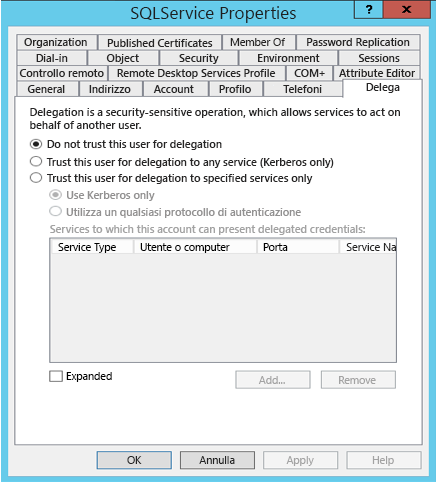 SQLService Properties
?
x
Organization Published Certificates Member Of Password Replication
Dial-in Object Security Environment Sessions
Controllo remoto Remote Desktop Services Profile COM+ Attribute Editor
General Indirizzo Account Profilo Telefoni Delega
Delegation is a security-sensitive operation, which allows services to act on
behalf of another user.
Do not trust this user for delegation
Trust this user for delegation to any service (Kerberos only)
Trust this user for delegation to specified services only
Use Kerberos only
Utilizza un qualsiasi protocollo di autenticazione
Services to which this account can present delegated credentials:
Service Type Utente o computer Porta Service Na
Expanded
Add... Remove
OK Annulla Apply Help